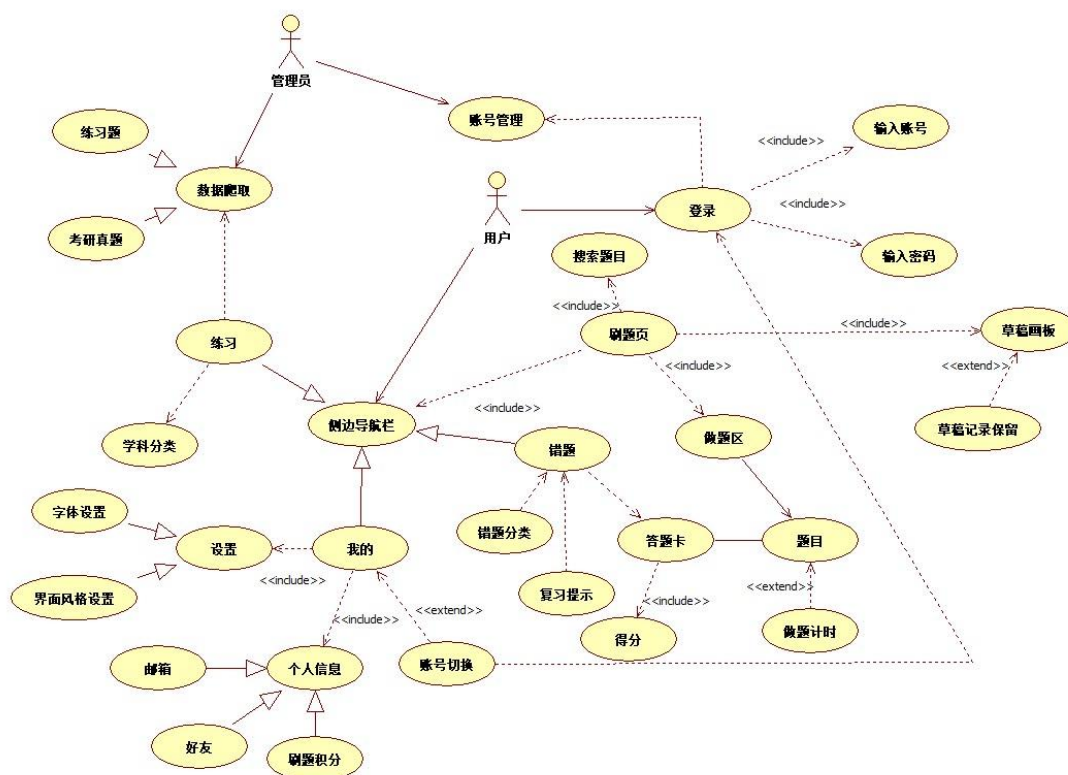 管理员
练习题
账号管理
输入账号
<<include>>
数据爬取
<<include>>
登录
考研真题
用户
搜索题目
输入密码
<<include>>
刷题页
<<include>>
草稿画板
练习
<<include>>
<<extend>>
<<include>>
侧边导航栏
学科分类
错题
做题区
草稿记录保留
字体设置
设置
我的
错题分类
答题卡
题目
<<include>>
<<extend>>
界面风格设置
复习提示
<<include>>
<<extend>>
<<include>>
得分
做题计时
邮箱
个人信息
账号切换
好友
刷题积分